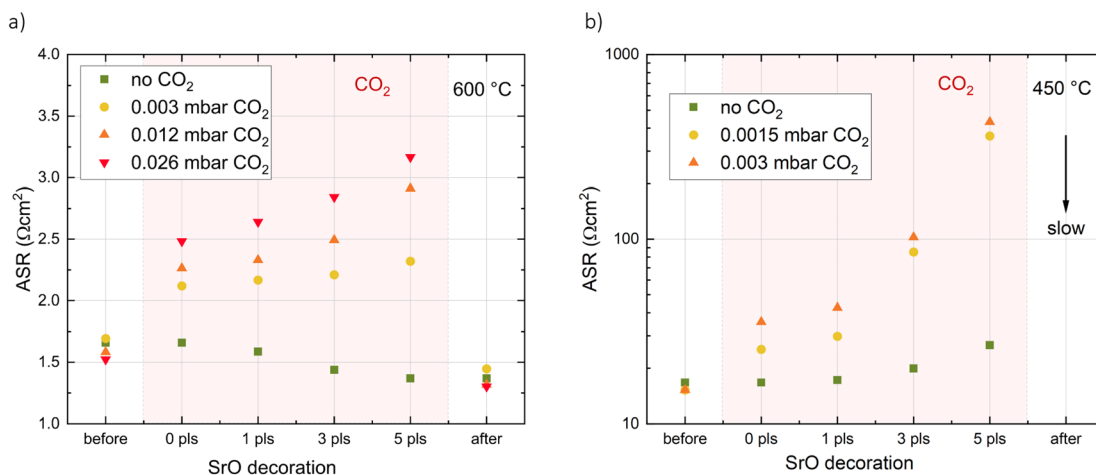 a)
ASR (Ωcm²)
4.0
3.5
3.0
2.5
2.0
1.5
1.0
no CO₂
0.003 mbar CO₂
0.012 mbar CO₂
0.026 mbar CO₂
CO₂
600 °C
before
0 pls
1 pls
3 pls
5 pls
after
SrO decoration
b)
ASR (Ωcm²)
1000
100
10
no CO₂
0.0015 mbar CO₂
0.003 mbar CO₂
CO₂
450 °C
slow
before
0 pls
1 pls
3 pls
5 pls
after
SrO decoration